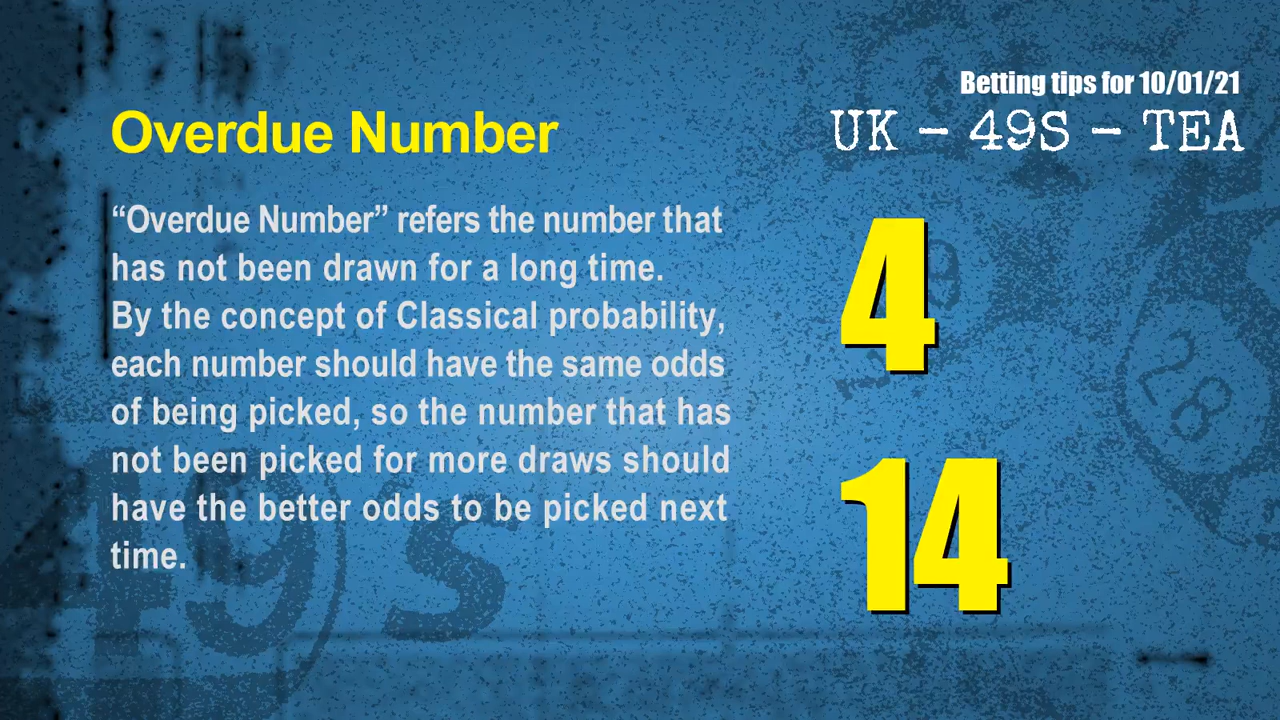 Betting tips for 10/01/21
UK - 49S - TEA
Overdue Number
“Overdue Number” refers the number that
has not been drawn for a long time.
By the concept of Classical probability,
each number should have the same odds
of being picked, so the number that has
not been picked for more draws should
have the better odds to be picked next
time.
4
14
49's
28